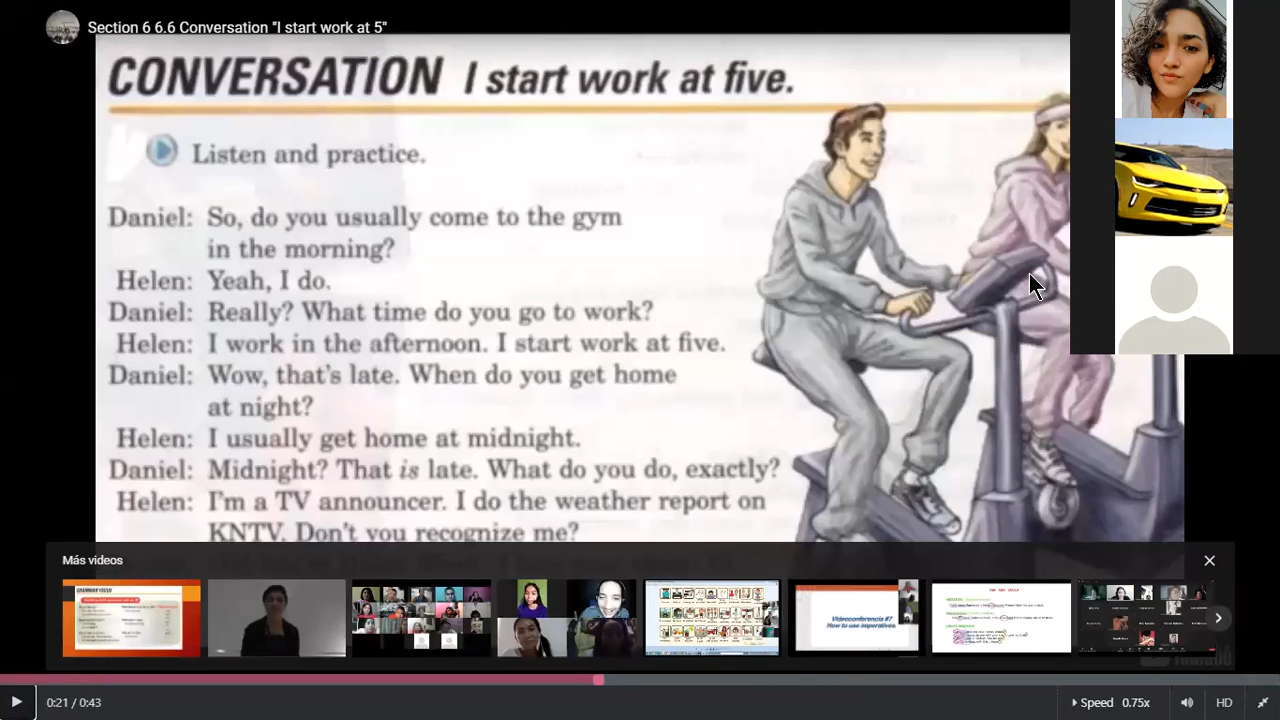 Section 6 6.6 Conversation "I start work at 5"
CONVERSATION I start work at five.
Listen and practice.
Daniel: So, do you usually come to the gym
in the morning?
Helen: Yeah, I do.
Daniel: Really? What time do you go to work?
Helen: I work in the afternoon. I start work at five.
Daniel: Wow, that's late. When do you get home
at night?
Helen: I usually get home at midnight.
Daniel: Midnight? That is late. What do you do, exactly?
Helen: I'm a TV announcer. I do the weather report on
KNTV. Don't you recognize me?
Más videos
GRAMMAR FOCUS
Videoconferencia #7
How to use imperatives.
0:21 / 0:43
Speed 0.75x
HD